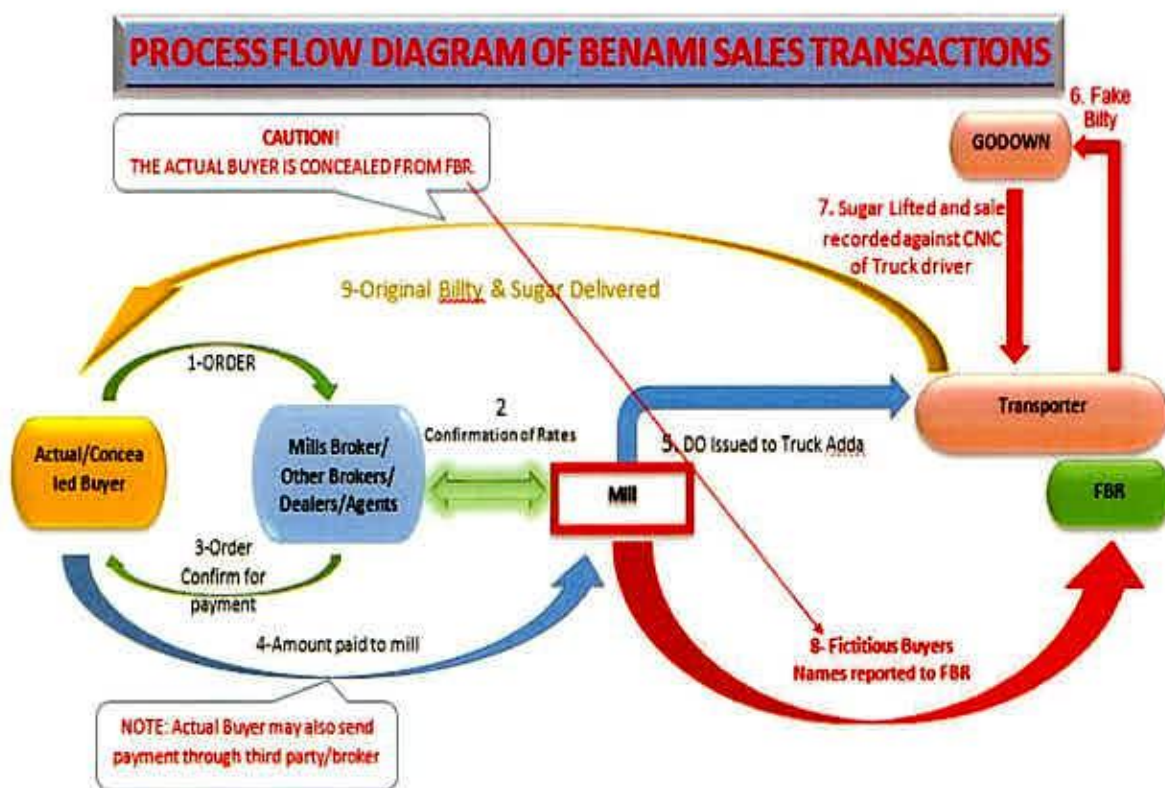 PROCESS FLOW DIAGRAM OF BENAMI SALES TRANSACTIONS
CAUTION!
THE ACTUAL BUYER IS CONCEALED FROM FBR.
6. Fake
Bilty
GODOWN
7. Sugar Lifted and sale
recorded against CNIC
of Truck driver
9-Original Billty & Sugar Delivered
1-ORDER
2
Confirmation of Rates
Transporter
5. DO Issued to Truck Adda
Actual/Concea
led Buyer
Mills Broker/
Other Brokers/
Dealers/Agents
Mill
FBR
3-Order
Confirm for
payment
4-Amount paid to mill
8- Fictitious Buyers
Names reported to FBR
NOTE: Actual Buyer may also send
payment through third party/broker